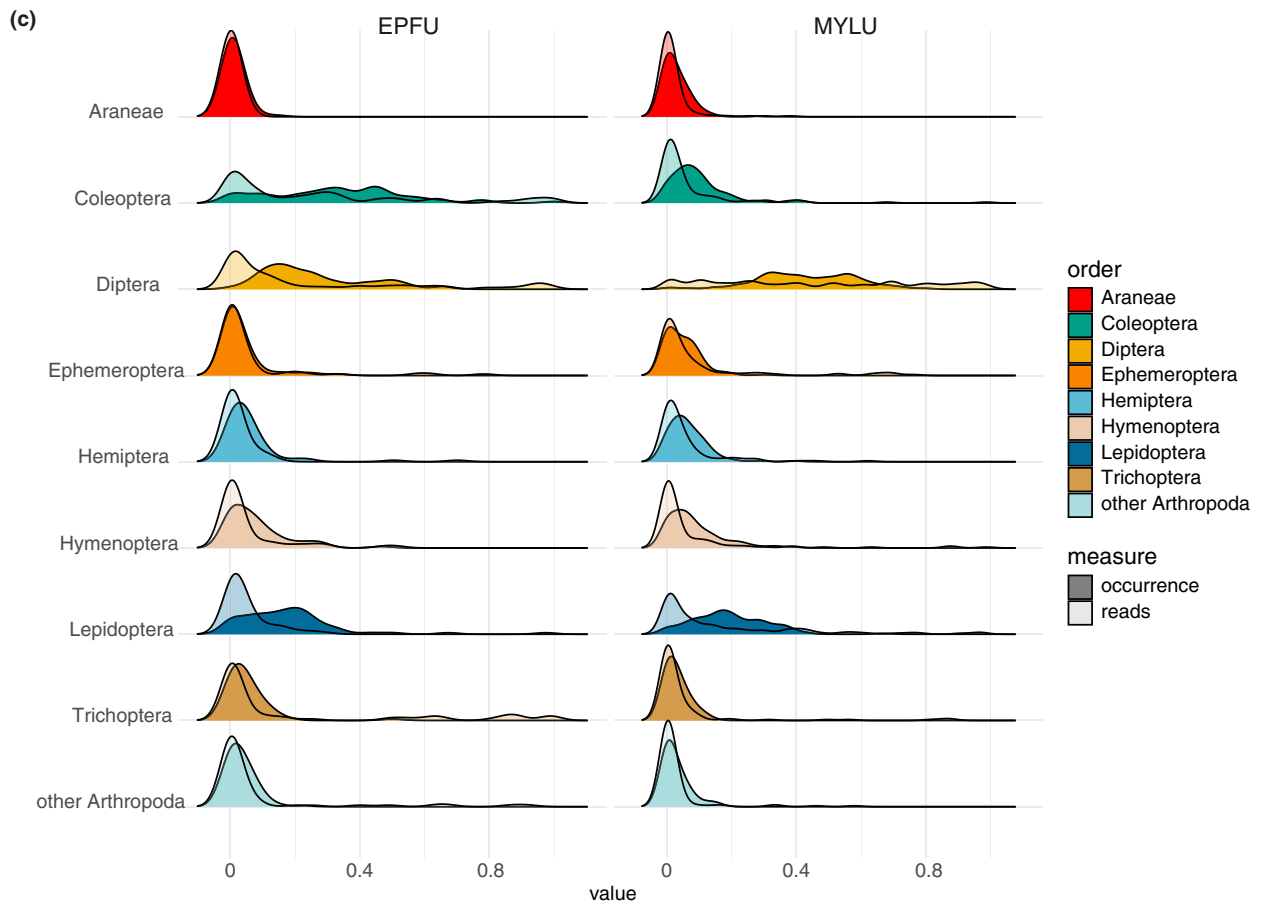 (c)
EPFU
MYLU
Araneae
Coleoptera
Diptera
Ephemeroptera
Hemiptera
Hymenoptera
Lepidoptera
Trichoptera
other Arthropoda
0 0.4 0.8
0 0.4 0.8
value
order
Araneae
Coleoptera
Diptera
Ephemeroptera
Hemiptera
Hymenoptera
Lepidoptera
Trichoptera
other Arthropoda
measure
occurrence
reads